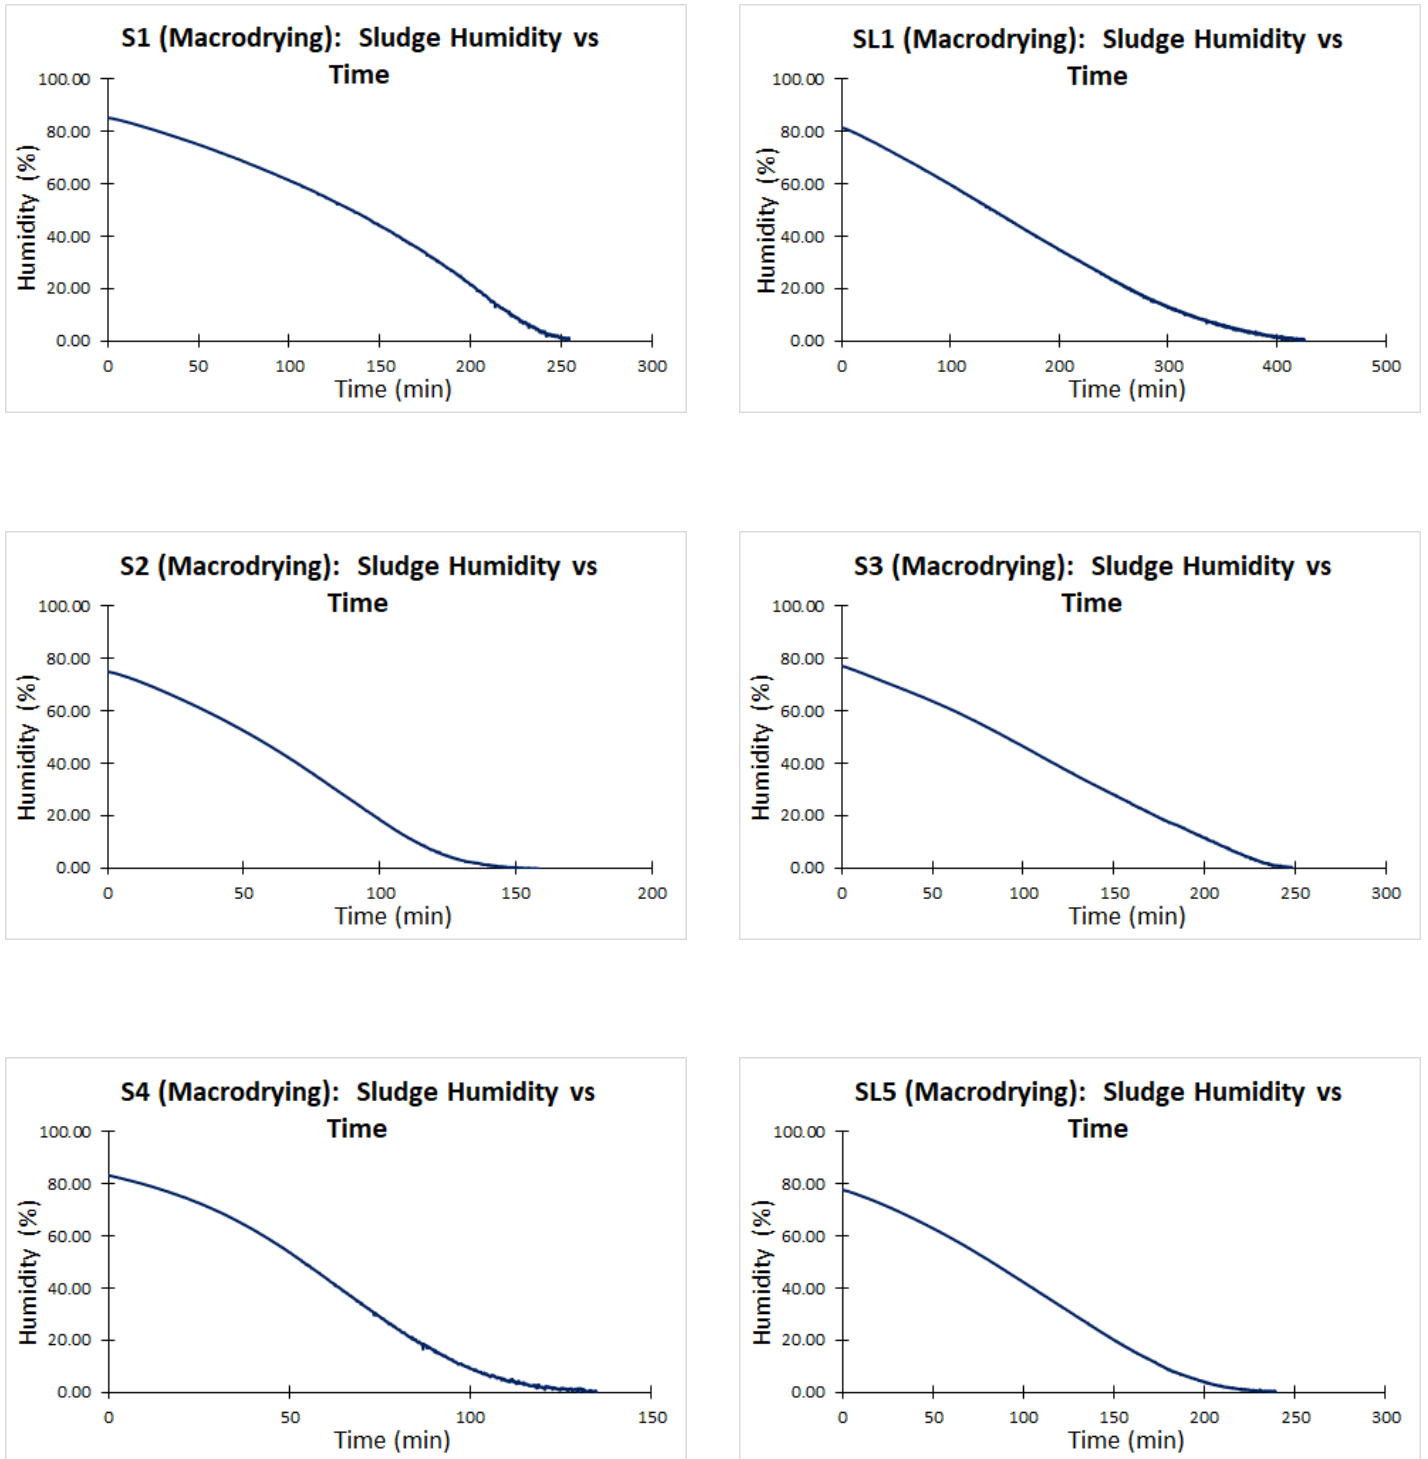 S1 (Macrodrying): Sludge Humidity vs
Time
100.00
80.00
60.00
40.00
20.00
0.00
Humidity (%)
0 50 100 150 200 250 300
Time (min)
SL1 (Macrodrying): Sludge Humidity vs
Time
100.00
80.00
60.00
40.00
20.00
0.00
Humidity (%)
0 100 200 300 400 500
Time (min)
S2 (Macrodrying): Sludge Humidity vs
Time
100.00
80.00
60.00
40.00
20.00
0.00
Humidity (%)
0 50 100 150 200
Time (min)
S3 (Macrodrying): Sludge Humidity vs
Time
100.00
80.00
60.00
40.00
20.00
0.00
Humidity (%)
0 50 100 150 200 250 300
Time (min)
S4 (Macrodrying): Sludge Humidity vs
Time
100.00
80.00
60.00
40.00
20.00
0.00
Humidity (%)
0 50 100 150
Time (min)
SL5 (Macrodrying): Sludge Humidity vs
Time
100.00
80.00
60.00
40.00
20.00
0.00
Humidity (%)
0 50 100 150 200 250 300
Time (min)